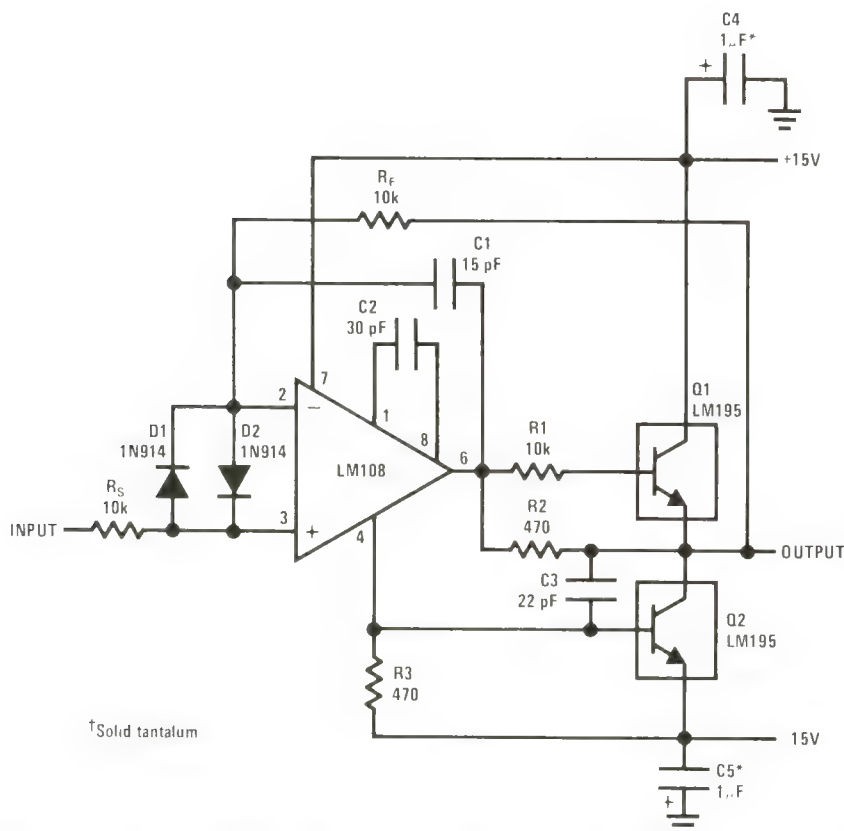 C4
1μF*
+
+15V
RF
10k
C1
15 pF
C2
30 pF
Q1
LM195
2
7
−
1
8
D1
1N914
D2
1N914
LM108
6
R1
10k
RS
10k
INPUT
3
+
4
R2
470
OUTPUT
C3
22 pF
Q2
LM195
R3
470
†Solid tantalum
15V
C5*
1μF
+